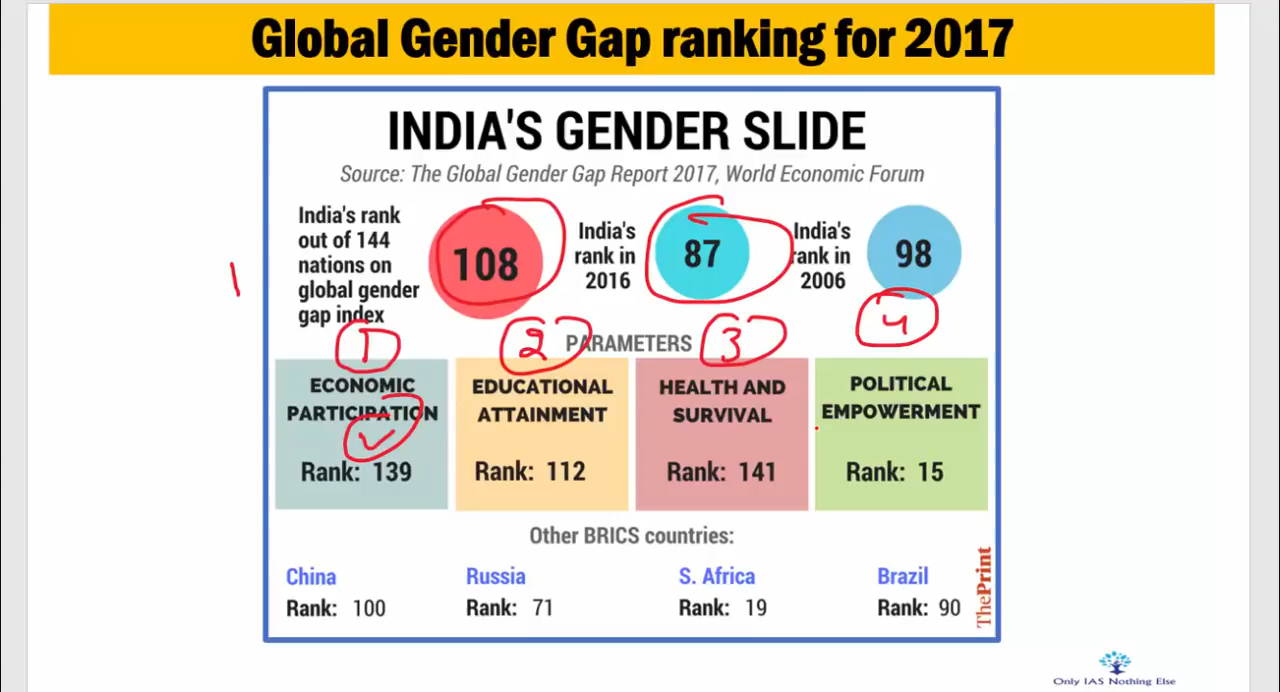 Global Gender Gap ranking for 2017
INDIA'S GENDER SLIDE
Source: The Global Gender Gap Report 2017, World Economic Forum
India's rank
out of 144
nations on
global gender
gap index
108
India's
rank in
2016
87
India's
rank in
2006
98
1
1
2
3
4
PARAMETERS
ECONOMIC
PARTICIPATION
Rank: 139
EDUCATIONAL
ATTAINMENT
Rank: 112
HEALTH AND
SURVIVAL
Rank: 141
POLITICAL
EMPOWERMENT
Rank: 15
Other BRICS countries:
China
Rank: 100
Russia
Rank: 71
S. Africa
Rank: 19
Brazil
Rank: 90
ThePrint
Only IAS Nothing Else